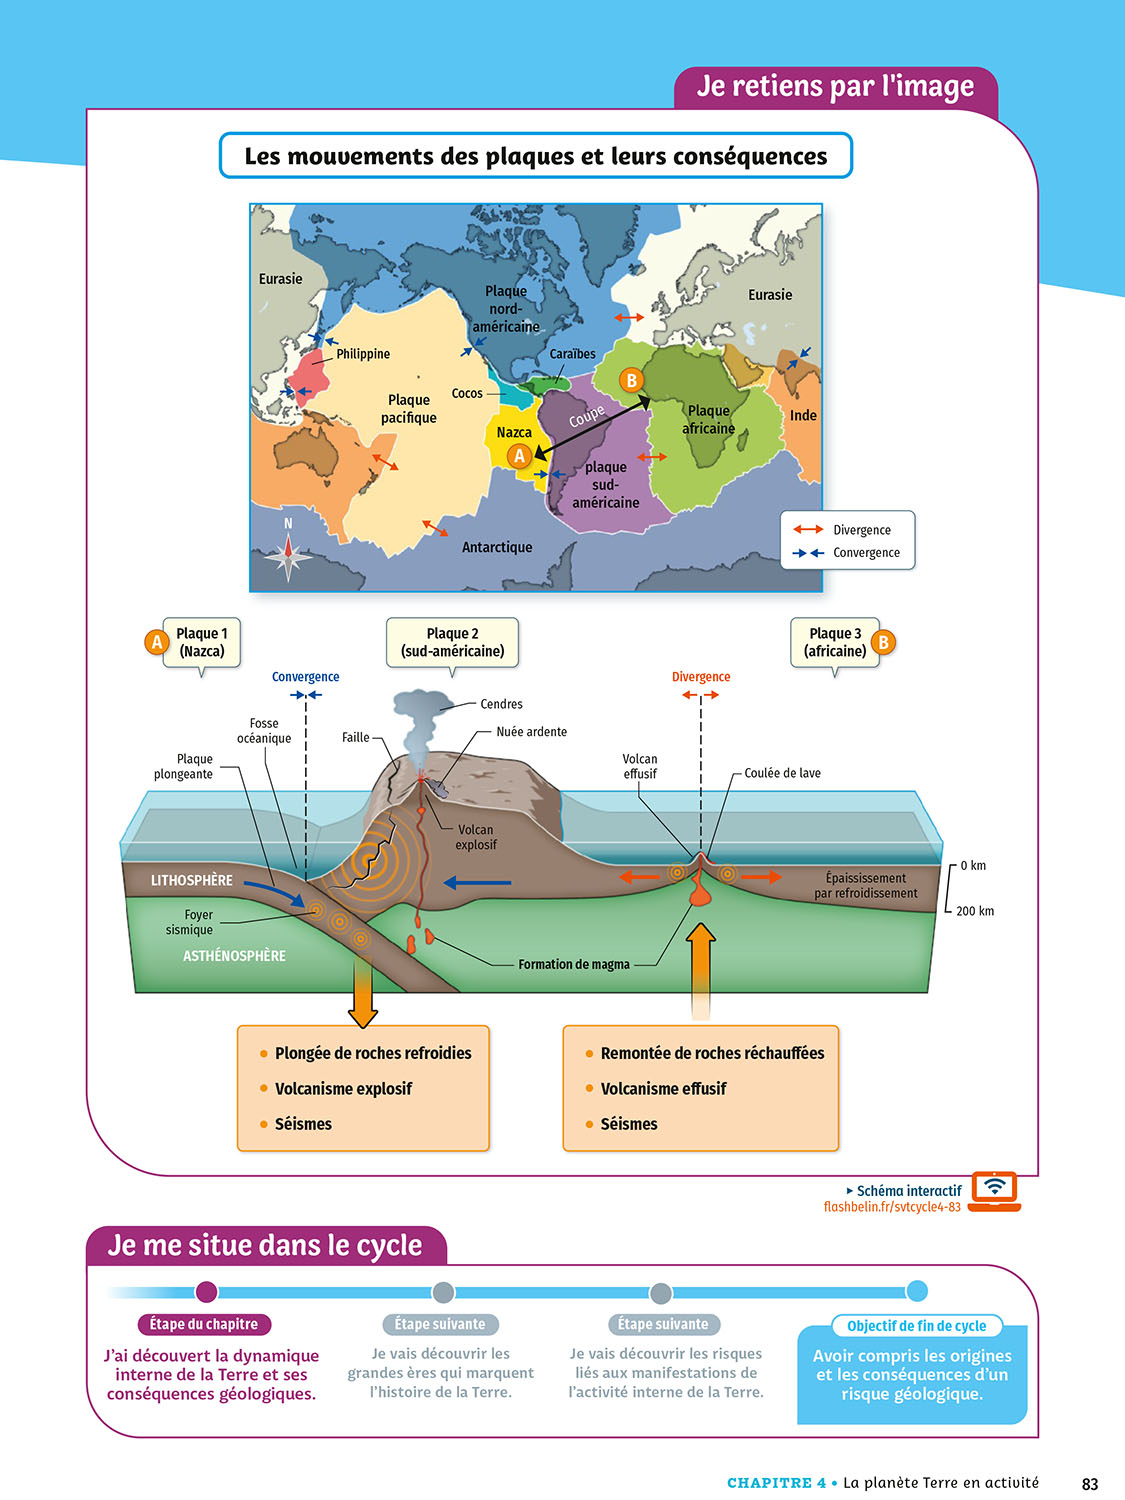 Je retiens par l'image
Les mouvements des plaques et leurs conséquences
Eurasie
Plaque
nord-
américaine
Eurasie
Philippine
Caraïbes
Cocos
Plaque
pacifique
B
Coupe
Plaque
africaine
Inde
Nazca
A
plaque
sud-
américaine
N
Antarctique
Divergence
Convergence
A
Plaque 1
(Nazca)
Plaque 2
(sud-américaine)
Plaque 3
(africaine)
B
Convergence
Divergence
Cendres
Fosse
océanique
Faille
Nuée ardente
Plaque
plongeante
Volcan
effusif
Coulée de lave
Volcan
explosif
0 km
LITHOSPHÈRE
Épaississement
par refroidissement
200 km
Foyer
sismique
ASTHÉNOSPHÈRE
Formation de magma
• Plongée de roches refroidies
• Volcanisme explosif
• Séismes
• Remontée de roches réchauffées
• Volcanisme effusif
• Séismes
▸ Schéma interactif
flashbelin.fr/svtcycle4-83
Je me situe dans le cycle
Étape du chapitre
J'ai découvert la dynamique
interne de la Terre et ses
conséquences géologiques.
Étape suivante
Je vais découvrir les
grandes ères qui marquent
l'histoire de la Terre.
Étape suivante
Je vais découvrir les risques
liés aux manifestations de
l'activité interne de la Terre.
Objectif de fin de cycle
Avoir compris les origines
et les conséquences d'un
risque géologique.
CHAPITRE 4 • La planète Terre en activité
83